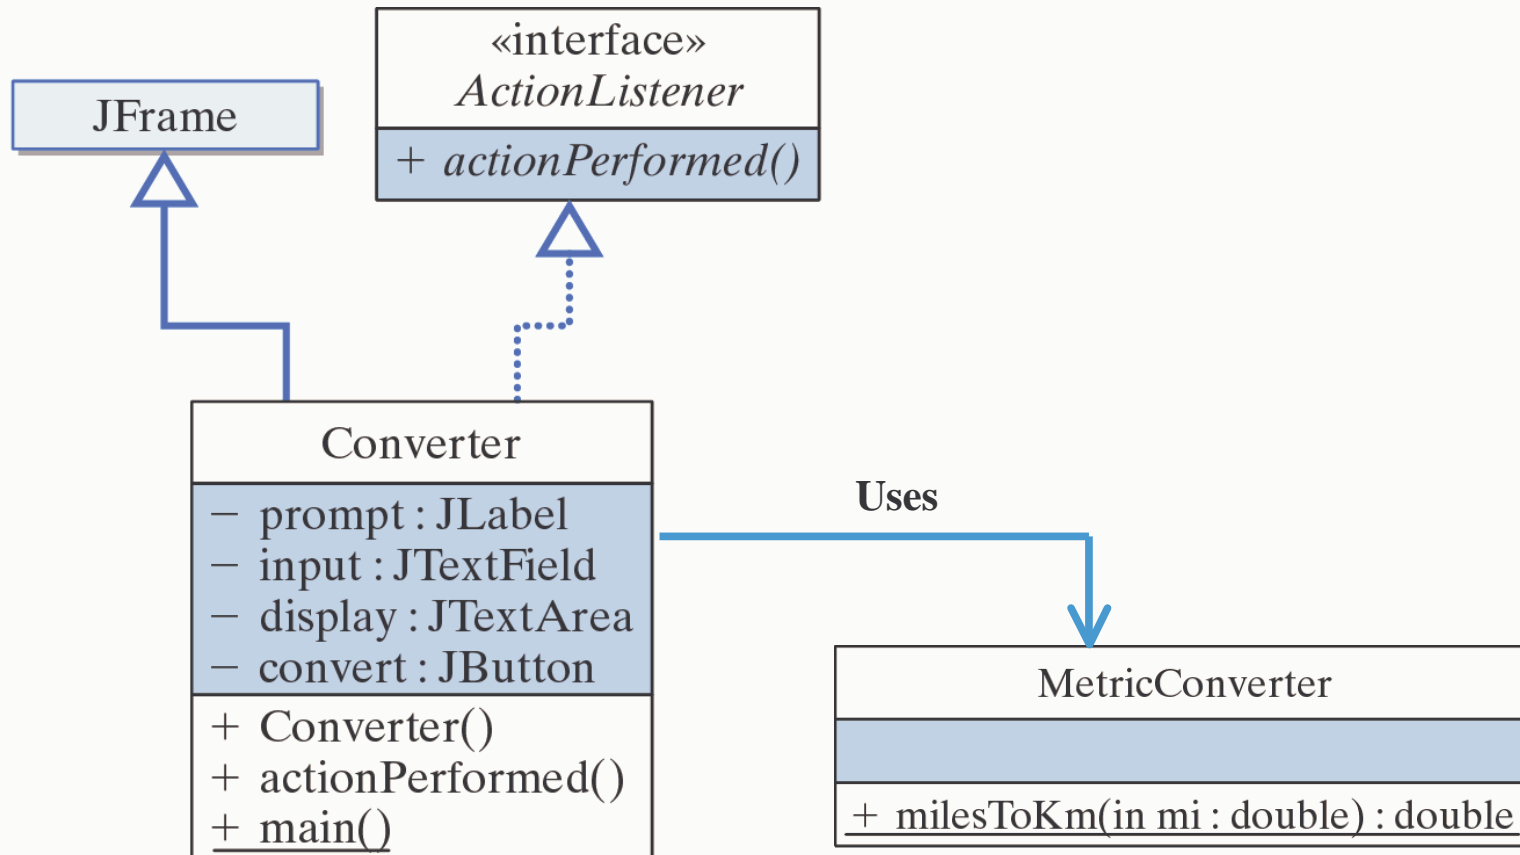 JFrame
«interface»
ActionListener
+ actionPerformed()
Converter
− prompt : JLabel
− input : JTextField
− display : JTextArea
− convert : JButton
+ Converter()
+ actionPerformed()
+ main()
Uses
MetricConverter
+ milesToKm(in mi : double) : double